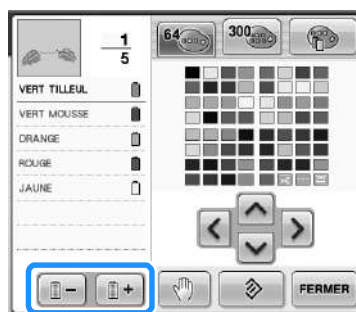 1
5
64
300
VERT TILLEUL
VERT MOUSSE
ORANGE
ROUGE
JAUNE
− +
FERMER